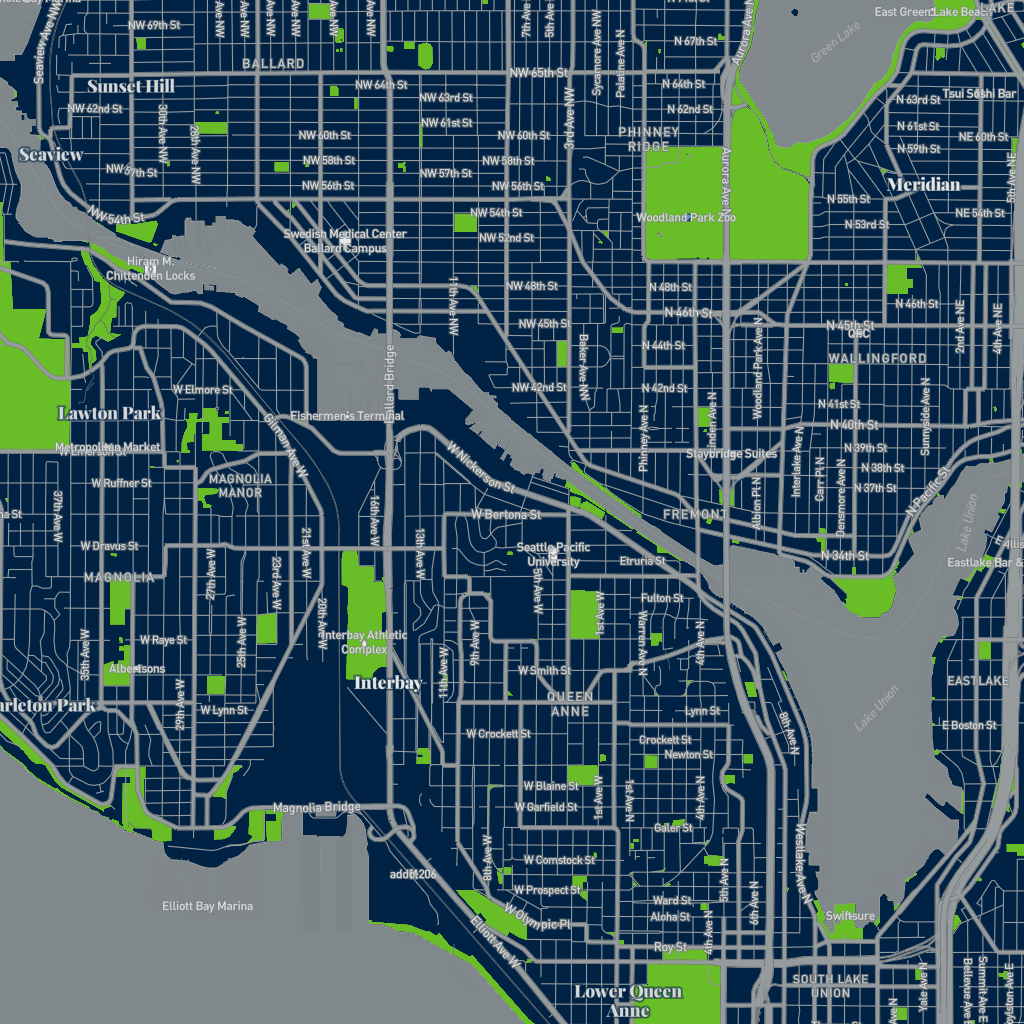 East Green Lake Beach
LAKE
NW 69th St
Seaview Ave NW
7th Ave NW
5th Ave NW
Sycamore Ave NW
Palatine Ave N
N 67th St
Aurora Ave N
Green Lake
BALLARD
NW 65th St
Sunset Hill
NW 64th St
N 64th St
Tsui Sushi Bar
NW 62nd St
NW 63rd St
N 63rd St
N 62nd St
30th Ave NW
28th Ave NW
NW 61st St
N 61st St
NW 60th St
NW 60th St
3rd Ave NW
PHINNEY
RIDGE
NE 60th St
N 59th St
Seaview
NW 58th St
NW 58th St
NW 57th St
NW 57th St
NW 56th St
NW 56th St
Meridian
5th Ave NE
Aurora Ave N
N 55th St
NW 54th St
NW 54th St
Woodland Park Zoo
NE 54th St
N 53rd St
Swedish Medical Center
Ballard Campus
NW 52nd St
Hiram M.
Chittenden Locks
11th Ave NW
NW 48th St
N 48th St
N 46th St
N 46th St
NW 45th St
N 45th St
QFC
2nd Ave NE
4th Ave NE
Baker Ave NW
N 44th St
Woodland Park Ave N
WALLINGFORD
Ballard Bridge
W Elmore St
NW 42nd St
N 42nd St
Sunnyside Ave N
Lawton Park
Fishermen's Terminal
Phinney Ave N
Linden Ave N
N 41st St
N 40th St
Gilman Ave W
Metropolitan Market
W Emerson St
Interlake Ave N
N 39th St
Staybridge Suites
N 38th St
W Nickerson St
W Ruffner St
MAGNOLIA
MANOR
Carr Pl N
Densmore Ave N
N 37th St
N Pacific St
Albion Pl N
37th Ave W
16th Ave W
W Bertona St
FREMONT
Lake Union
21st Ave W
13th Ave W
W Dravus St
Seattle Pacific
University
N 34th St
Etruria St
Eastlake Bar &
MAGNOLIA
27th Ave W
23rd Ave W
5th Ave W
Fulton St
20th Ave W
1st Ave W
Warren Ave N
4th Ave N
35th Ave W
W Raye St
25th Ave W
Interbay Athletic
Complex
9th Ave W
Albertsons
11th Ave W
W Smith St
EASTLAKE
Interbay
29th Ave W
QUEEN
ANNE
Lake Union
W Lynn St
Lynn St
8th Ave N
E Boston St
W Crockett St
Crockett St
Newton St
W Blaine St
1st Ave W
1st Ave N
4th Ave N
Magnolia Bridge
W Garfield St
Galer St
Westlake Ave N
8th Ave W
W Comstock St
5th Ave N
add6\206
W Prospect St
6th Ave N
Ward St
Elliott Bay Marina
W Olympic Pl
Aloha St
Swiftsure
Elliott Ave W
4th Ave N
Roy St
SOUTH LAKE
UNION
Yale Ave N
Bellevue Ave E
Summit Ave E
Lower Queen
Anne